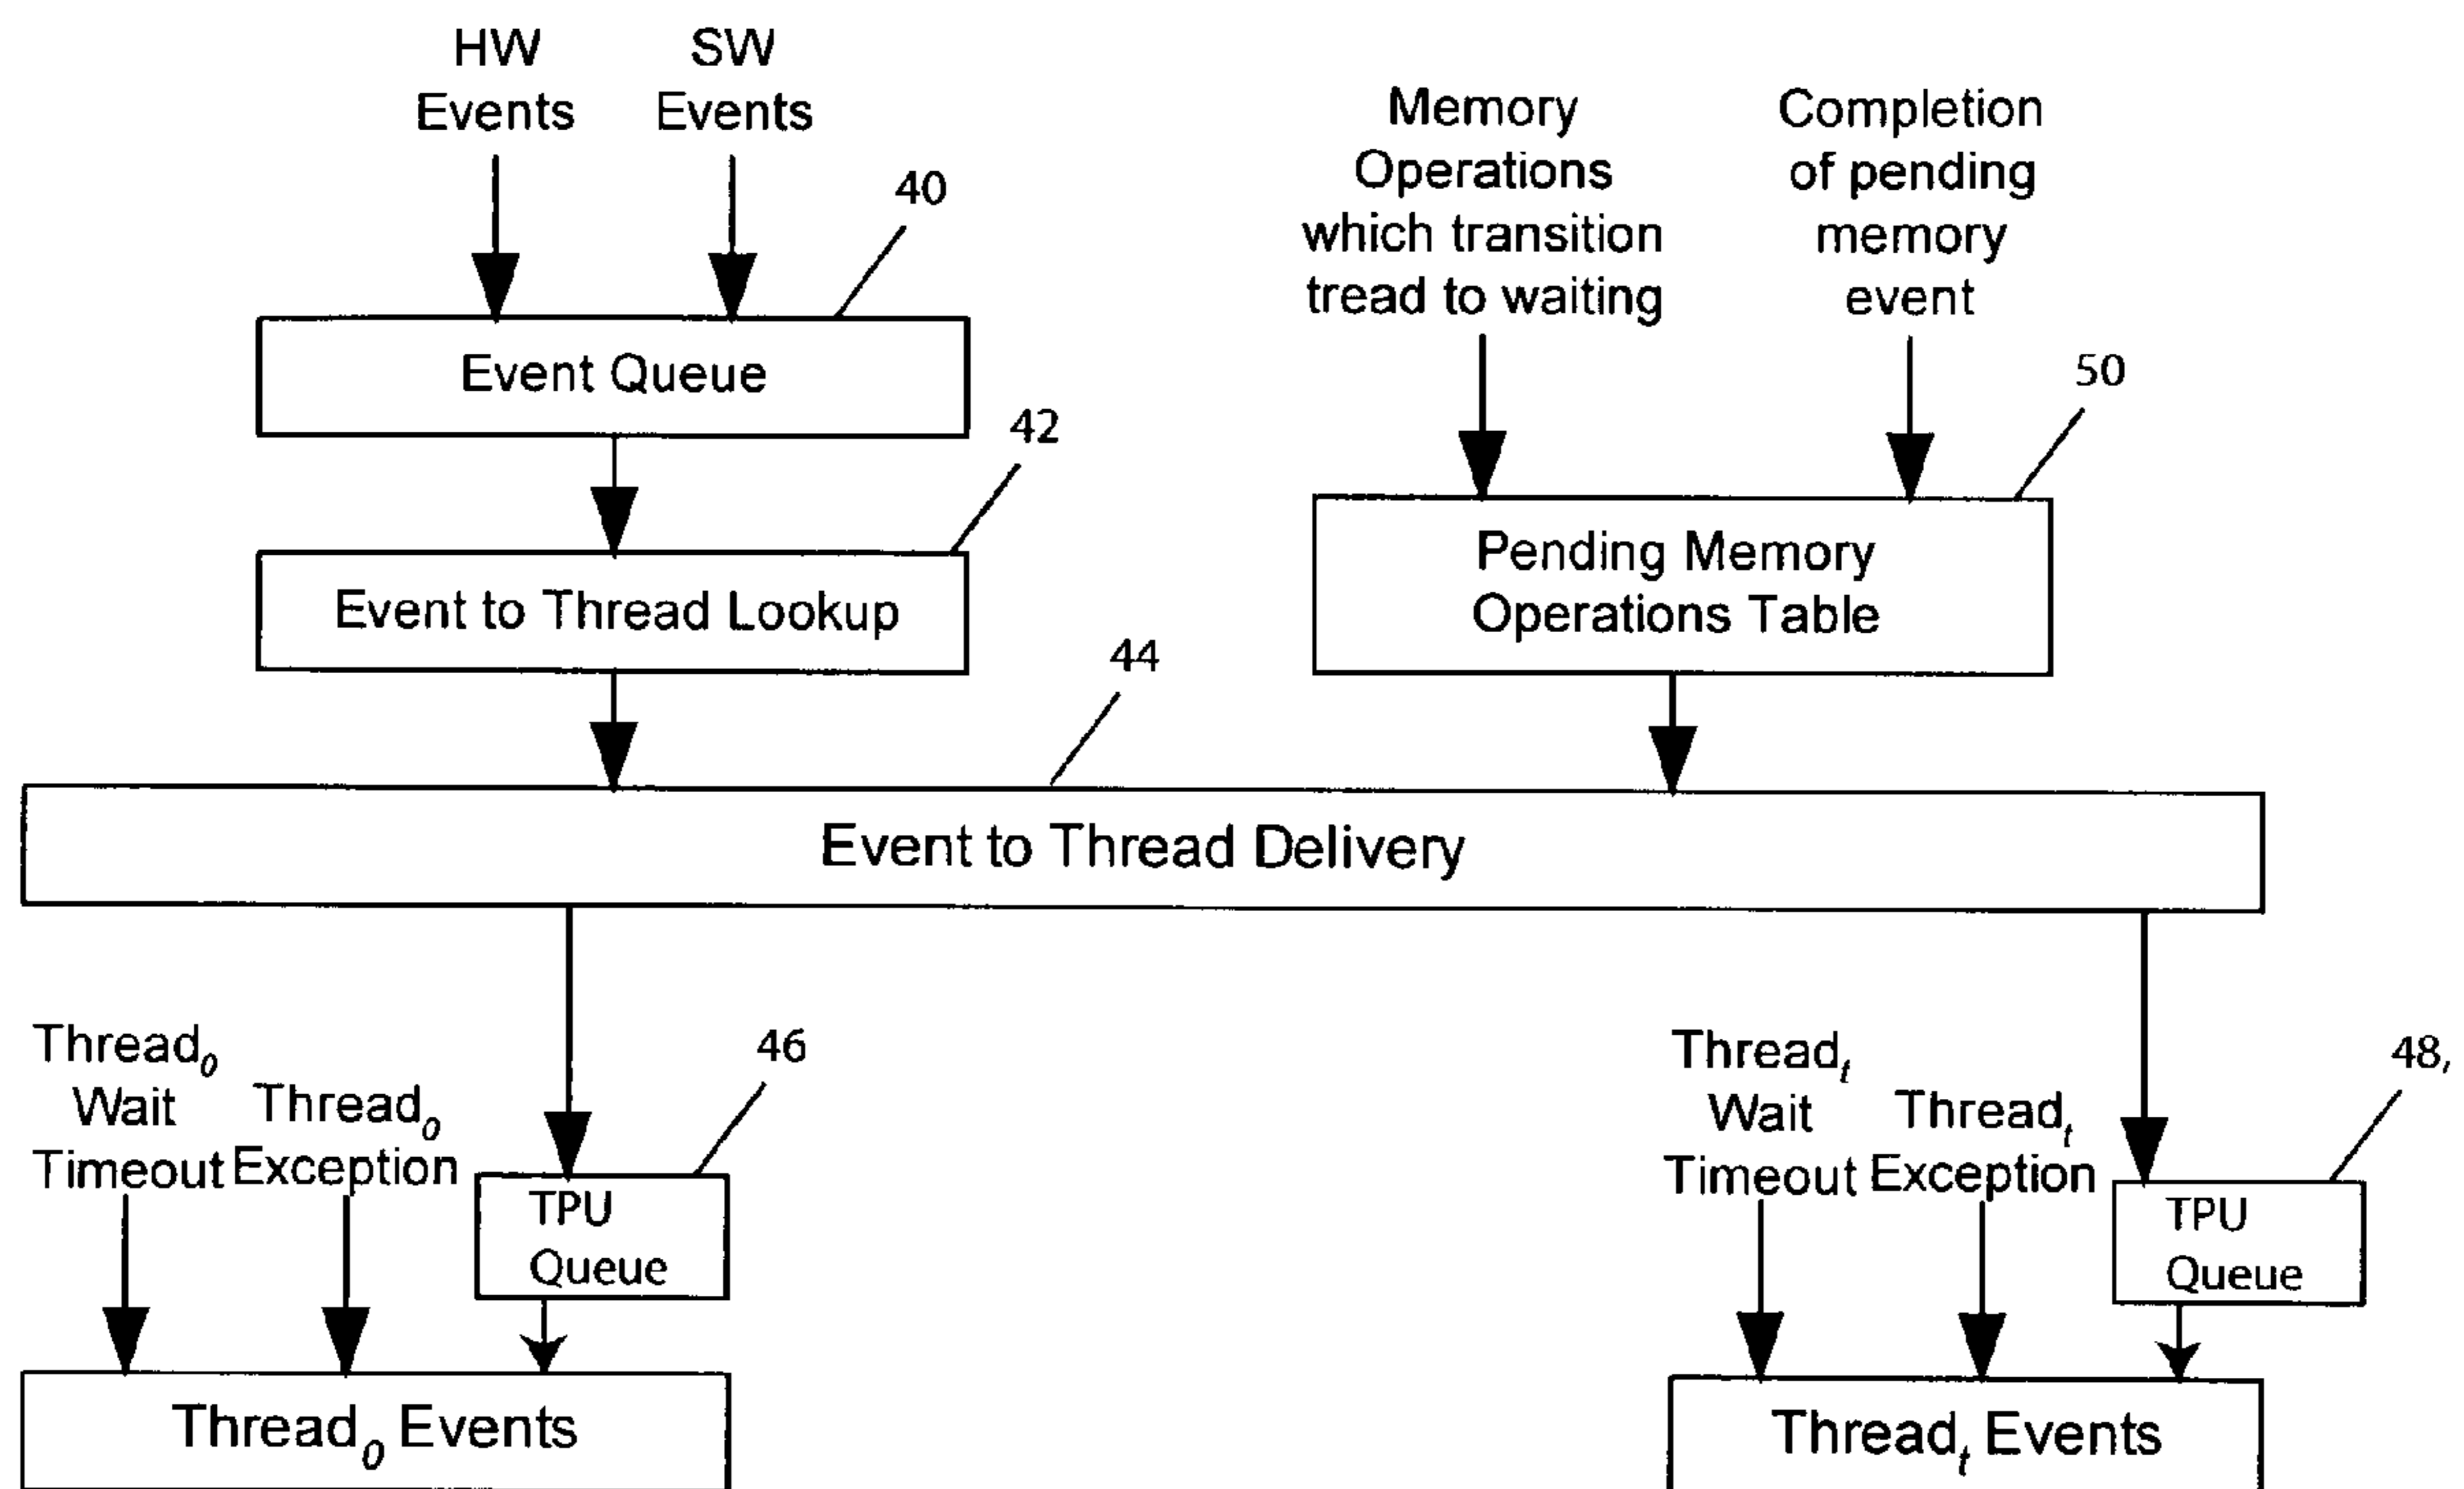 HW
Events
SW
Events
40
Memory
Operations
which transition
tread to waiting
Completion
of pending
memory
event
Event Queue
42
50
Event to Thread Lookup
Pending Memory
Operations Table
44
Event to Thread Delivery
Thread0
Wait
Timeout
Thread0
Exception
46
TPU
Queue
Threadt
Wait
Timeout
Threadt
Exception
48,
TPU
Queue
Thread0 Events
Threadt Events